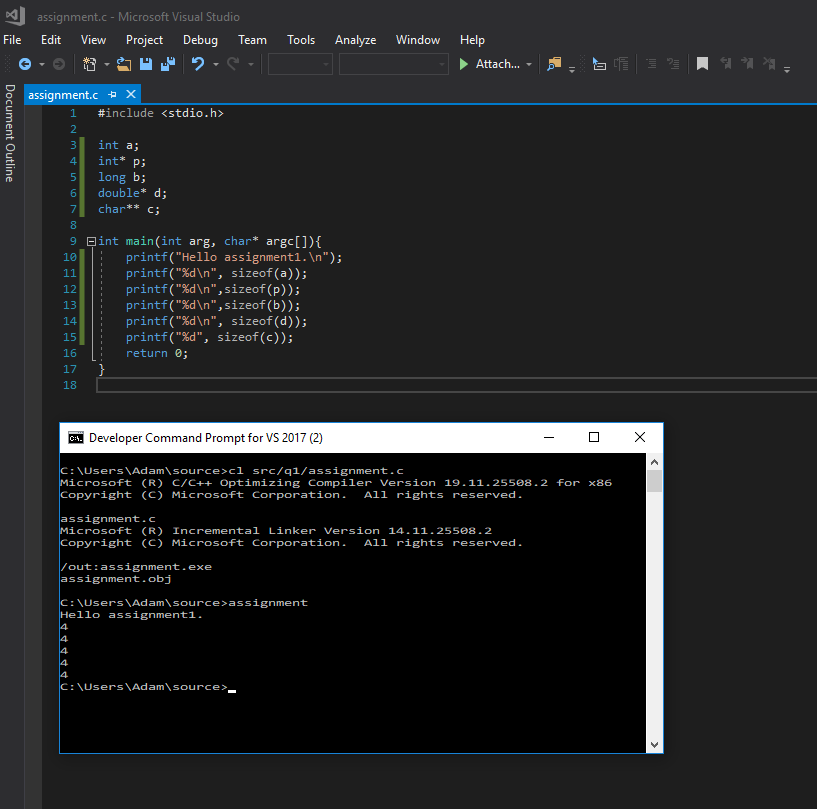 assignment.c - Microsoft Visual Studio
File Edit View Project Debug Team Tools Analyze Window Help
Attach...
Document Outline
assignment.c
1 #include <stdio.h>
2
3 int a;
4 int* p;
5 long b;
6 double* d;
7 char** c;
8
9 int main(int arg, char* argc[]){
10 printf("Hello assignment1.\n");
11 printf("%d\n", sizeof(a));
12 printf("%d\n",sizeof(p));
13 printf("%d\n",sizeof(b));
14 printf("%d\n", sizeof(d));
15 printf("%d", sizeof(c));
16 return 0;
17 }
18
C:\. Developer Command Prompt for VS 2017 (2)
C:\Users\Adam\source>cl src/q1/assignment.c
Microsoft (R) C/C++ Optimizing Compiler Version 19.11.25508.2 for x86
Copyright (C) Microsoft Corporation.  All rights reserved.
assignment.c
Microsoft (R) Incremental Linker Version 14.11.25508.2
Copyright (C) Microsoft Corporation.  All rights reserved.
/out:assignment.exe
assignment.obj
C:\Users\Adam\source>assignment
Hello assignment1.
4
4
4
4
4
C:\Users\Adam\source>_